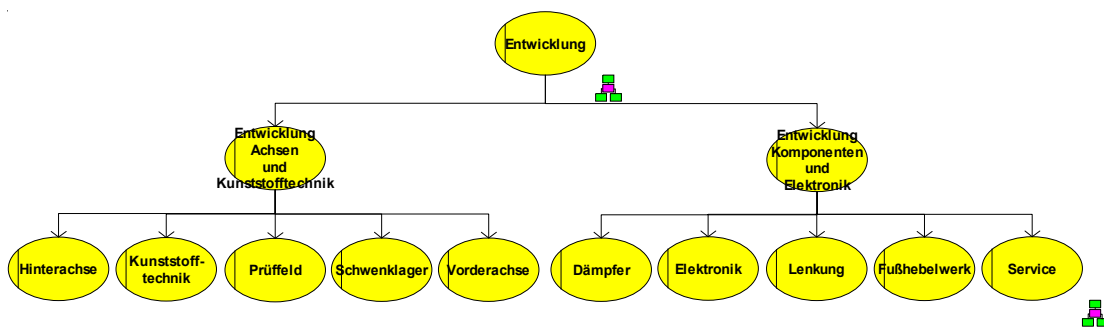 Entwicklung
Entwicklung
Achsen
und
Kunststofftechnik
Entwicklung
Komponenten
und
Elektronik
Hinterachse
Kunststoff-
technik
Prüffeld
Schwenklager
Vorderachse
Dämpfer
Elektronik
Lenkung
Fußhebelwerk
Service